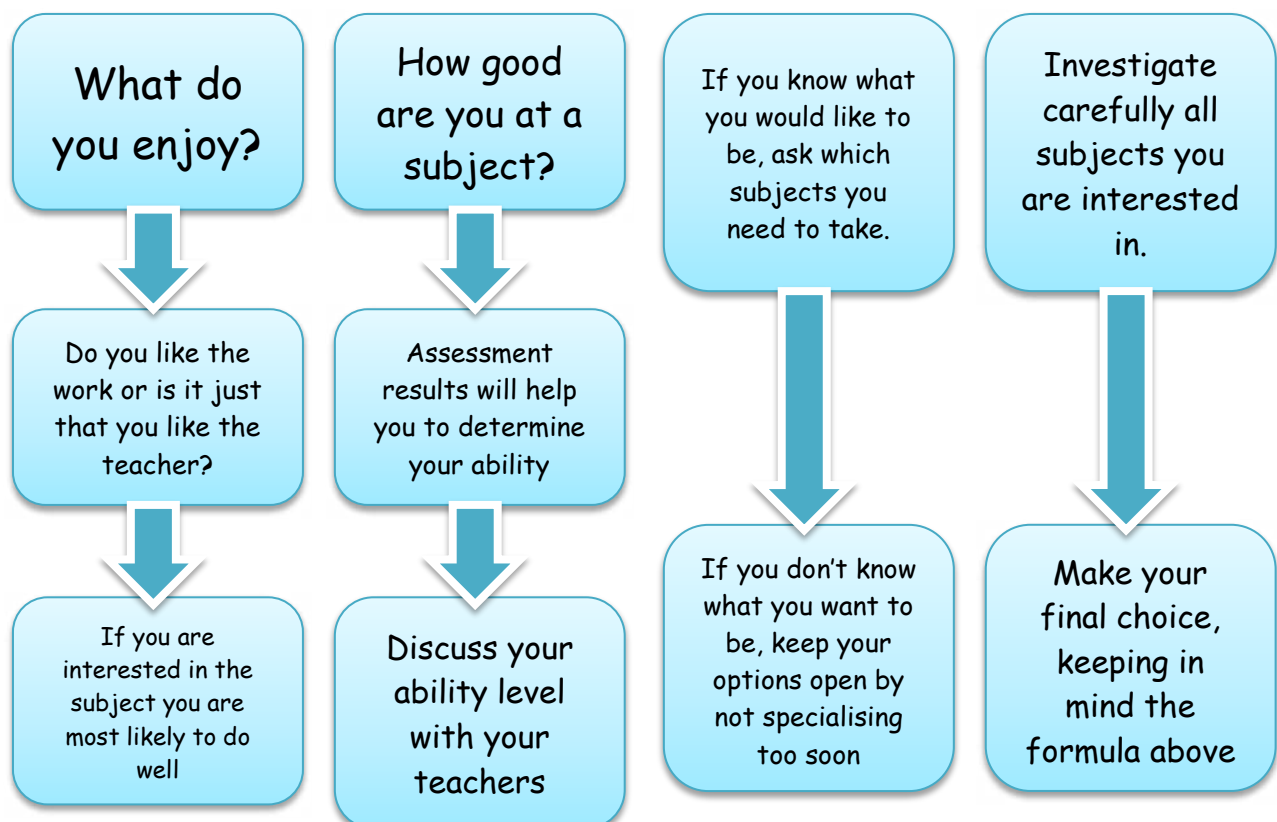 What do
you enjoy?
Do you like the
work or is it just
that you like the
teacher?
If you are
interested in the
subject you are
most likely to do
well
How good
are you at a
subject?
Assessment
results will help
you to determine
your ability
Discuss your
ability level
with your
teachers
If you know what
you would like to
be, ask which
subjects you
need to take.
If you don't know
what you want to
be, keep your
options open by
not specialising
too soon
Investigate
carefully all
subjects you
are interested
in.
Make your
final choice,
keeping in
mind the
formula above